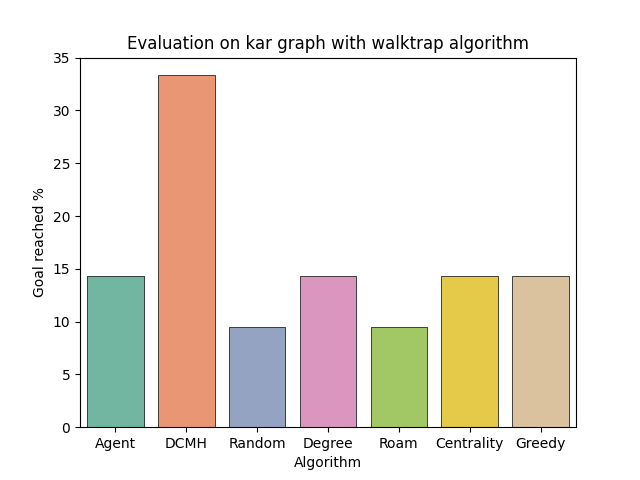 Evaluation on kar graph with walktrap algorithm
Goal reached %
35
30
25
20
15
10
5
0
Agent DCMH Random Degree Roam Centrality Greedy
Algorithm